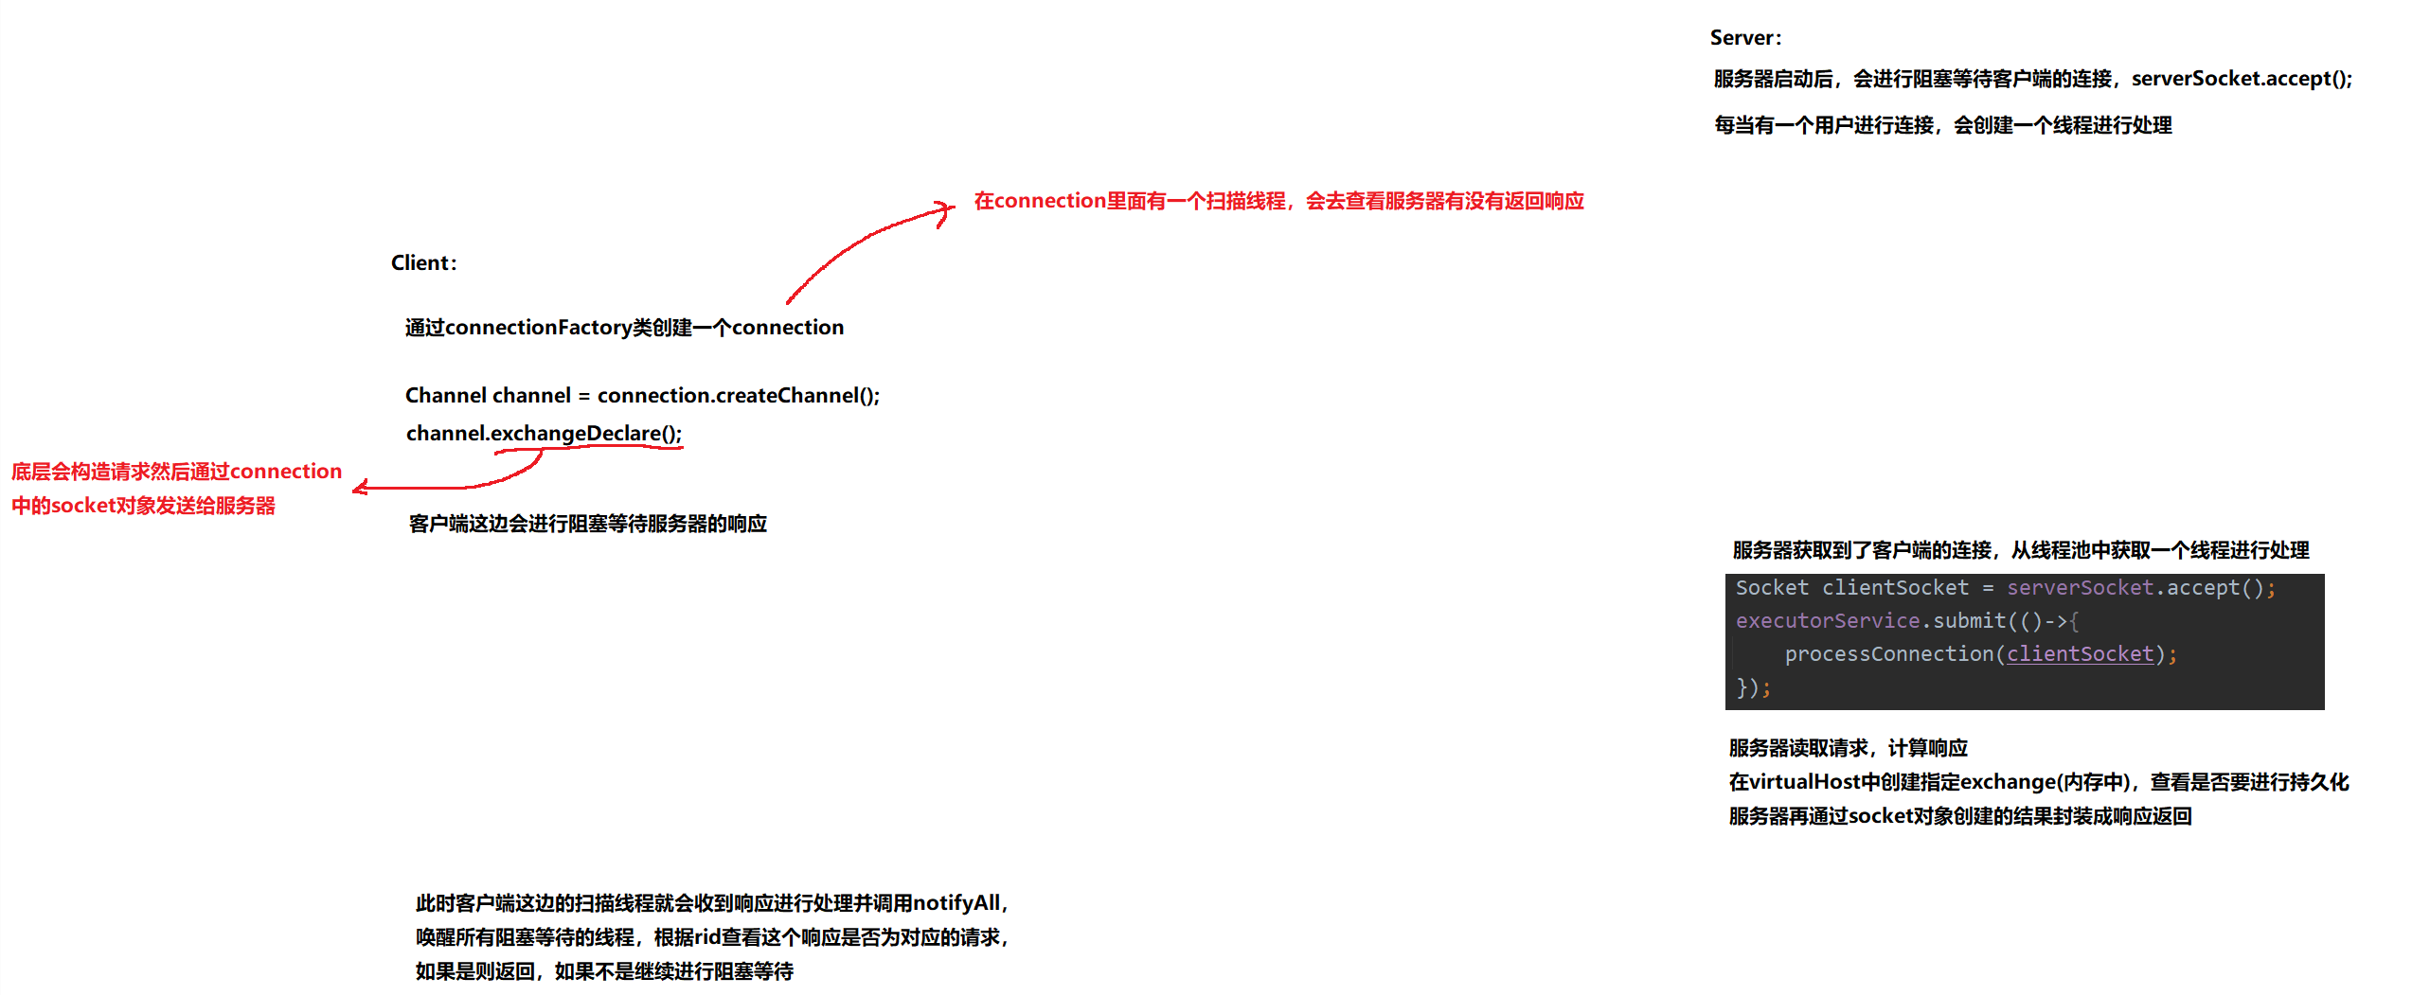 Server：
服务器启动后，会进行阻塞等待客户端的连接，serverSocket.accept();
每当有一个用户进行连接，会创建一个线程进行处理
在connection里面有一个扫描线程，会去查看服务器有没有返回响应
Client：
通过connectionFactory类创建一个connection
Channel channel = connection.createChannel();
channel.exchangeDeclare();
底层会构造请求然后通过connection
中的socket对象发送给服务器
客户端这边会进行阻塞等待服务器的响应
服务器获取到了客户端的连接，从线程池中获取一个线程进行处理
Socket clientSocket = serverSocket.accept();
executorService.submit(()->{
processConnection(clientSocket);
});
服务器读取请求，计算响应
在virtualHost中创建指定exchange(内存中)，查看是否要进行持久化
服务器再通过socket对象创建的结果封装成响应返回
此时客户端这边的扫描线程就会收到响应进行处理并调用notifyAll，
唤醒所有阻塞等待的线程，根据rid查看这个响应是否为对应的请求，
如果是则返回，如果不是继续进行阻塞等待